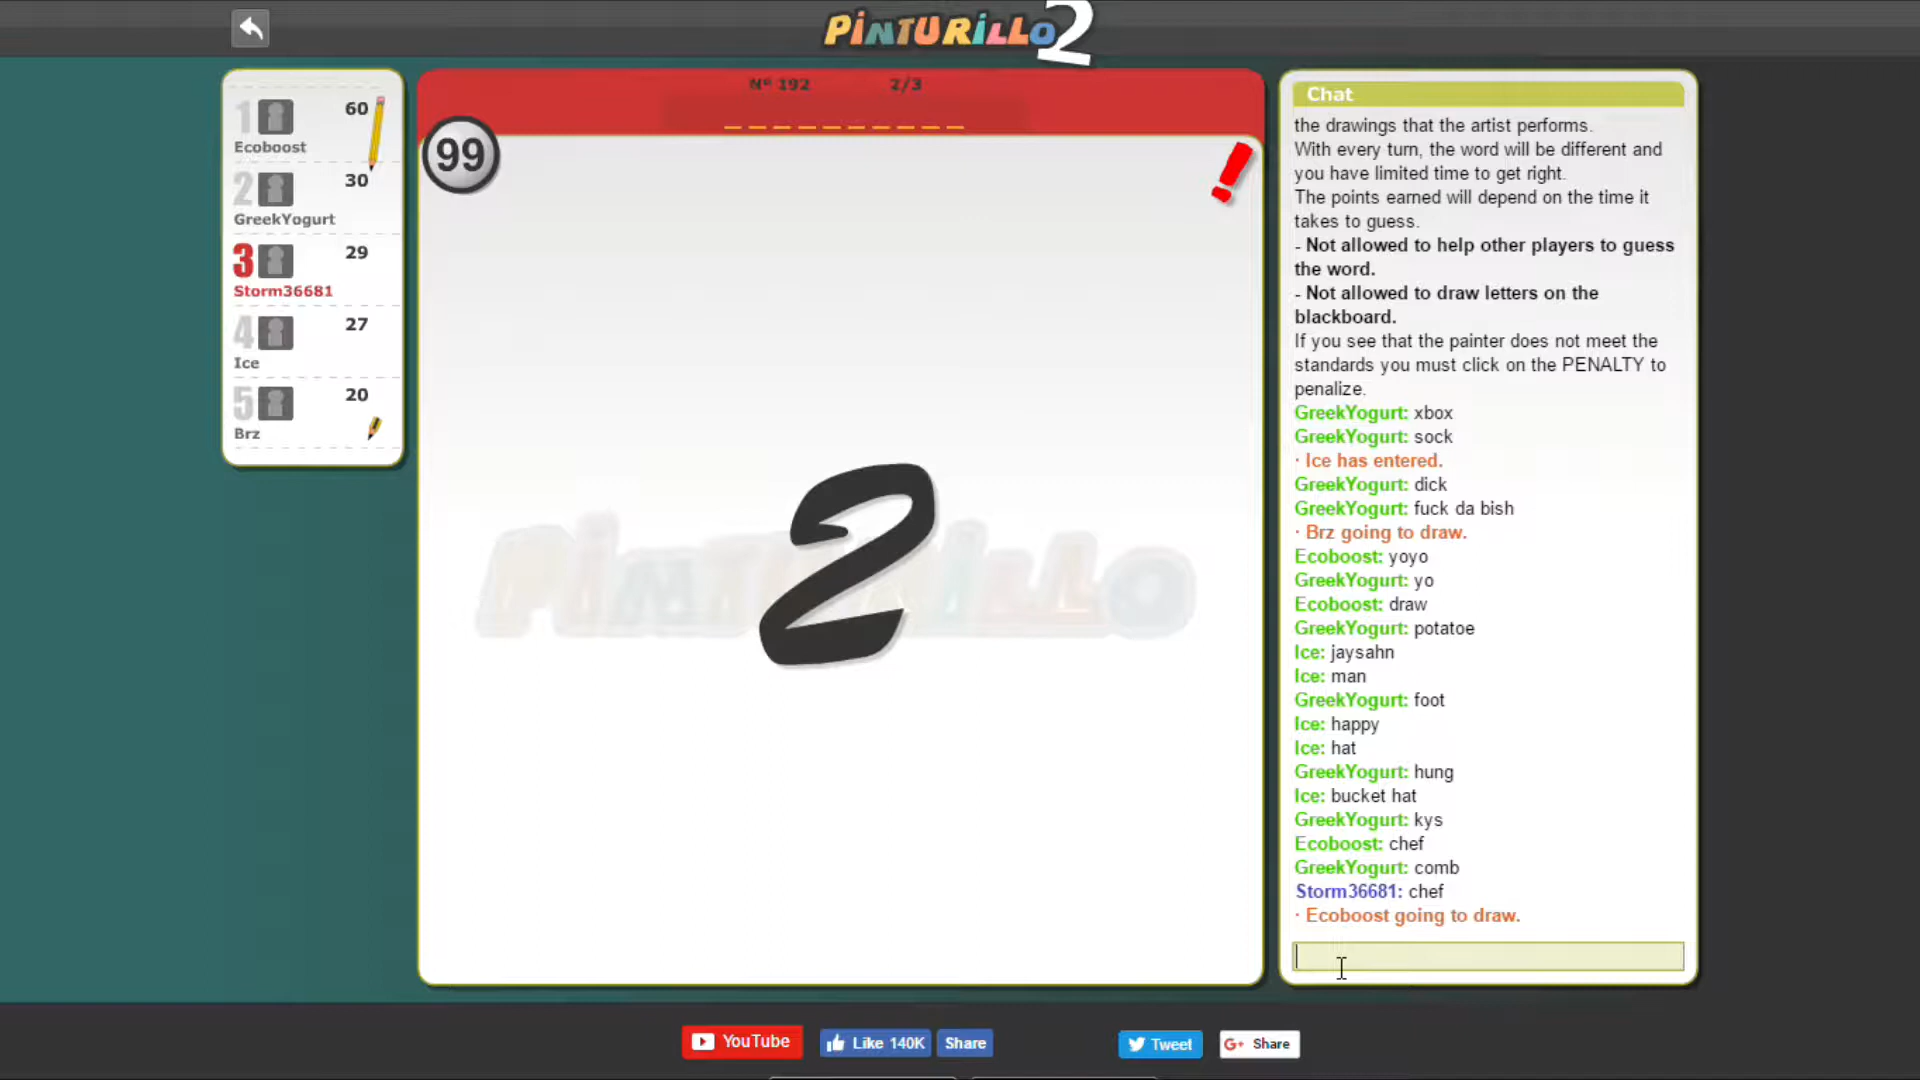 PINTURILLO 2
Nº 192 2/3
99
1 60
Ecoboost
2 30
GreekYogurt
3 29
Storm36681
4 27
Ice
5 20
Brz
PINTURILLO
2
Chat
the drawings that the artist performs.
With every turn, the word will be different and
you have limited time to get right.
The points earned will depend on the time it
takes to guess.
- Not allowed to help other players to guess
the word.
- Not allowed to draw letters on the
blackboard.
If you see that the painter does not meet the
standards you must click on the PENALTY to
penalize.
GreekYogurt: xbox
GreekYogurt: sock
· Ice has entered.
GreekYogurt: dick
GreekYogurt: fuck da bish
· Brz going to draw.
Ecoboost: yoyo
GreekYogurt: yo
Ecoboost: draw
GreekYogurt: potatoe
Ice: jaysahn
Ice: man
GreekYogurt: foot
Ice: happy
Ice: hat
GreekYogurt: hung
Ice: bucket hat
GreekYogurt: kys
Ecoboost: chef
GreekYogurt: comb
Storm36681: chef
· Ecoboost going to draw.
YouTube
Like 140K
Share
Tweet
G+ Share